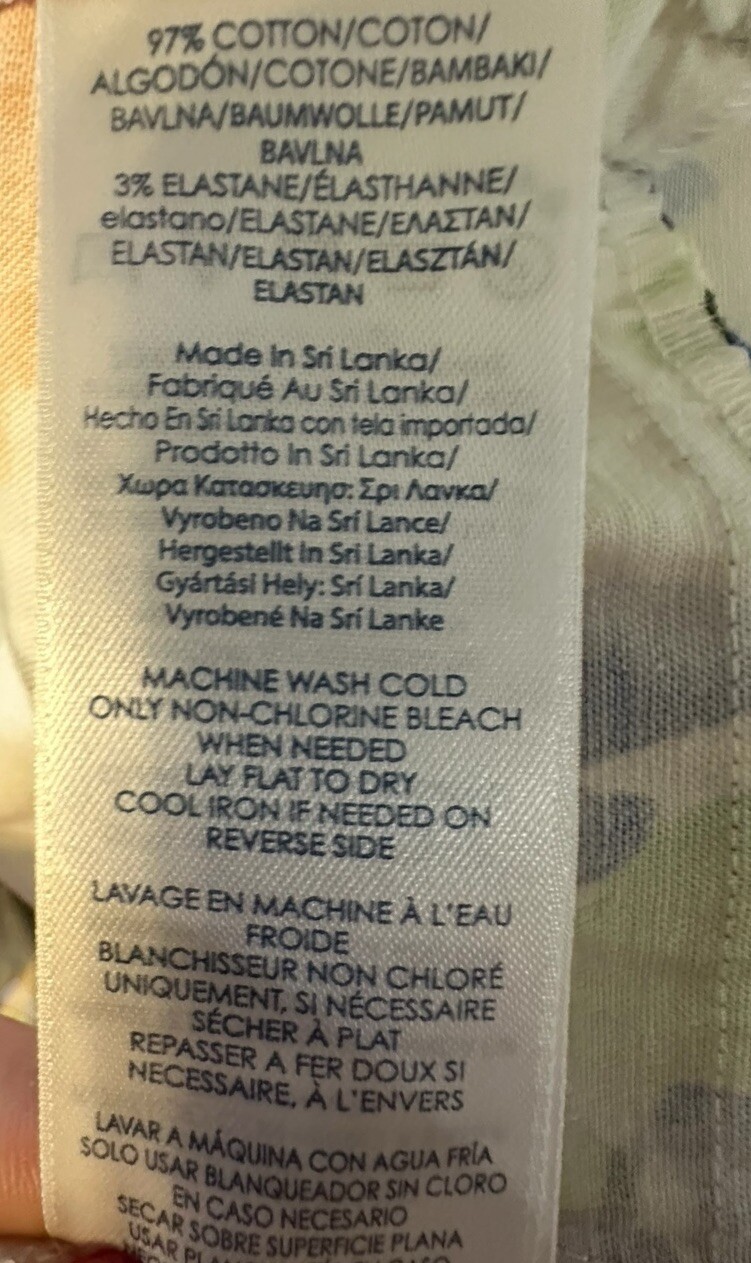 97% COTTON/COTON/
ALGODÓN/COTONE/BAMBAKI/
BAVLNA/BAUMWOLLE/PAMUT/
BAVLNA
3% ELASTANE/ÉLASTHANNE/
elastano/ELASTANE/ΕΛΑΣΤΑΝ/
ELASTAN/ELASTAN/ELASZTÁN/
ELASTAN
Made In Sri Lanka/
Fabriqué Au Sri Lanka/
Hecho En Sri Lanka con tela importada/
Prodotto In Sri Lanka/
Χωρα Κατασκευησ: Σρι Λανκα/
Vyrobeno Na Srí Lance/
Hergestellt In Sri Lanka/
Gyártási Hely: Srí Lanka/
Vyrobené Na Srí Lanke
MACHINE WASH COLD
ONLY NON-CHLORINE BLEACH
WHEN NEEDED
LAY FLAT TO DRY
COOL IRON IF NEEDED ON
REVERSE SIDE
LAVAGE EN MACHINE À L'EAU
FROIDE
BLANCHISSEUR NON CHLORÉ
UNIQUEMENT, SI NÉCESSAIRE
SÉCHER À PLAT
REPASSER A FER DOUX SI
NECESSAIRE, À L'ENVERS
LAVAR A MÁQUINA CON AGUA FRÍA
SOLO USAR BLANQUEADOR SIN CLORO
EN CASO NECESARIO
SECAR SOBRE SUPERFICIE PLANA
USAR